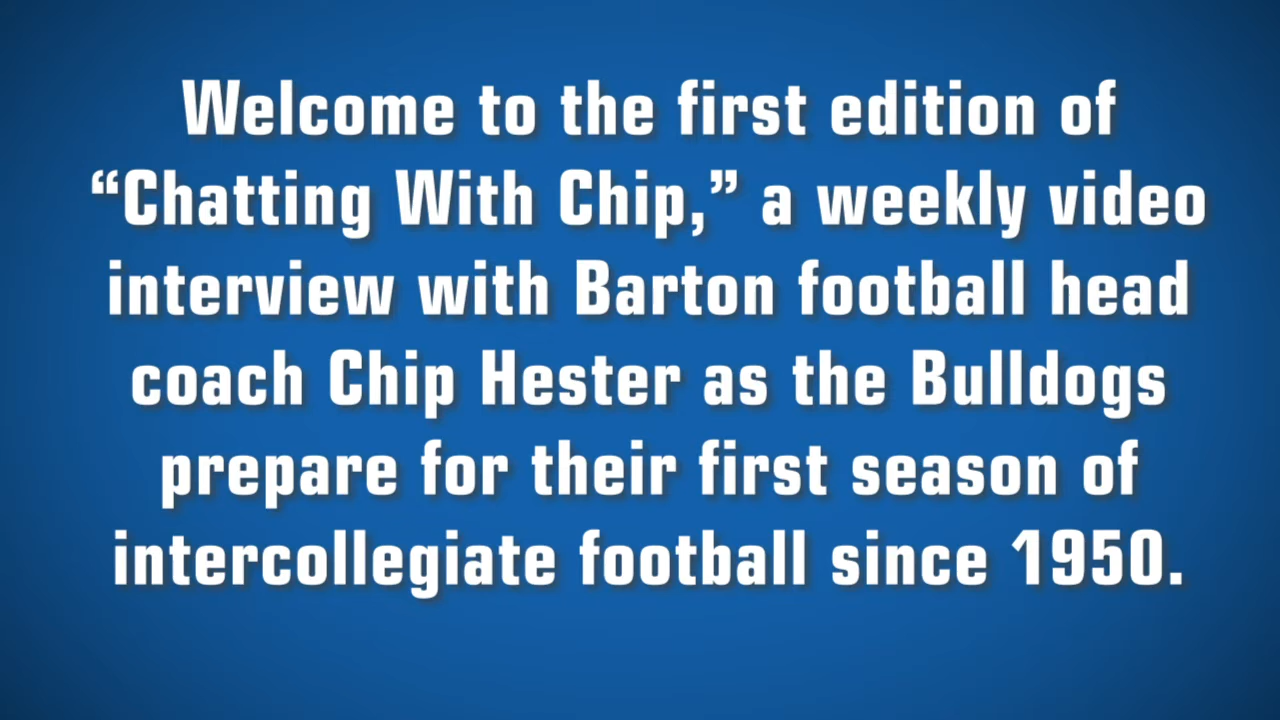 Welcome to the first edition of
“Chatting With Chip,” a weekly video
interview with Barton football head
coach Chip Hester as the Bulldogs
prepare for their first season of
intercollegiate football since 1950.